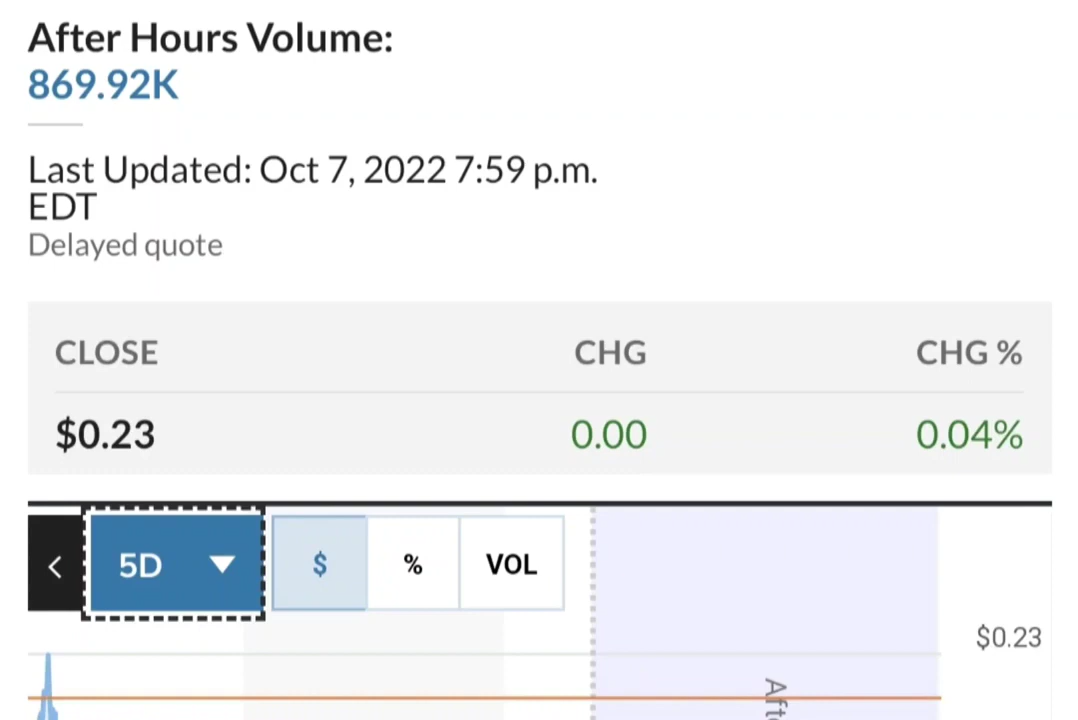 After Hours Volume:
869.92K
Last Updated: Oct 7, 2022 7:59 p.m.
EDT
Delayed quote
CLOSE CHG CHG %
$0.23 0.00 0.04%
5D $ % VOL
$0.23